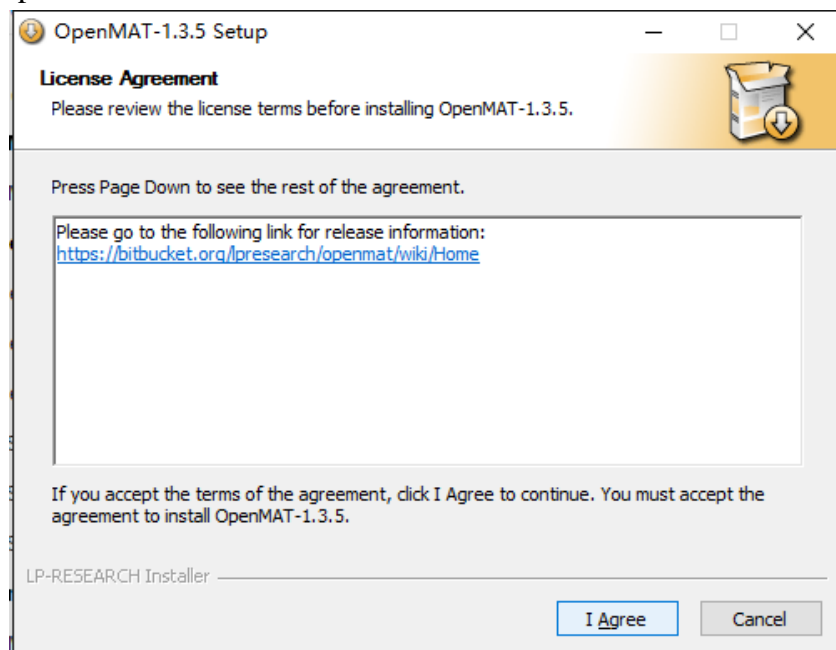 OpenMAT-1.3.5 Setup
License Agreement
Please review the license terms before installing OpenMAT-1.3.5.
Press Page Down to see the rest of the agreement.
Please go to the following link for release information:
https://bitbucket.org/lpresearch/openmat/wiki/Home
If you accept the terms of the agreement, click I Agree to continue. You must accept the
agreement to install OpenMAT-1.3.5.
LP-RESEARCH Installer
I Agree
Cancel